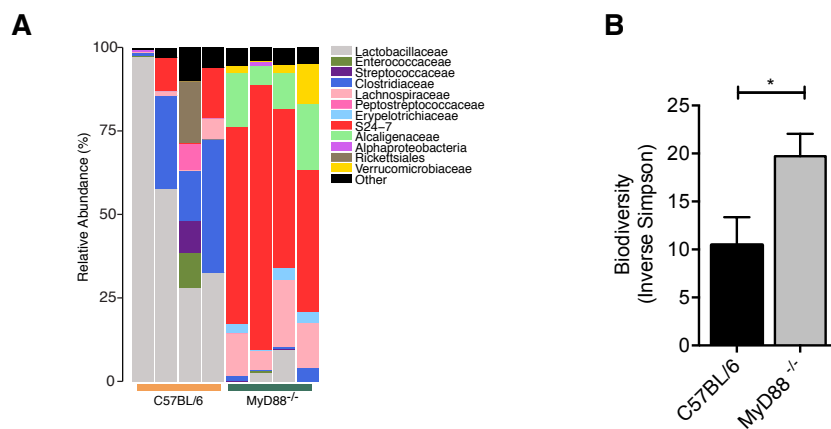 A
Relative Abundance (%)
100
75
50
25
0
C57BL/6
MyD88-/-
Lactobacillaceae
Enterococcaceae
Streptococcaceae
Clostridiaceae
Lachnospiraceae
Peptostreptococcaceae
Erypelotrichiaceae
S24−7
Alcaligenaceae
Alphaproteobacteria
Rickettsiales
Verrucomicrobiaceae
Other
B
Biodiversity
(Inverse Simpson)
25
20
15
10
5
0
*
C57BL/6
MyD88 -/-